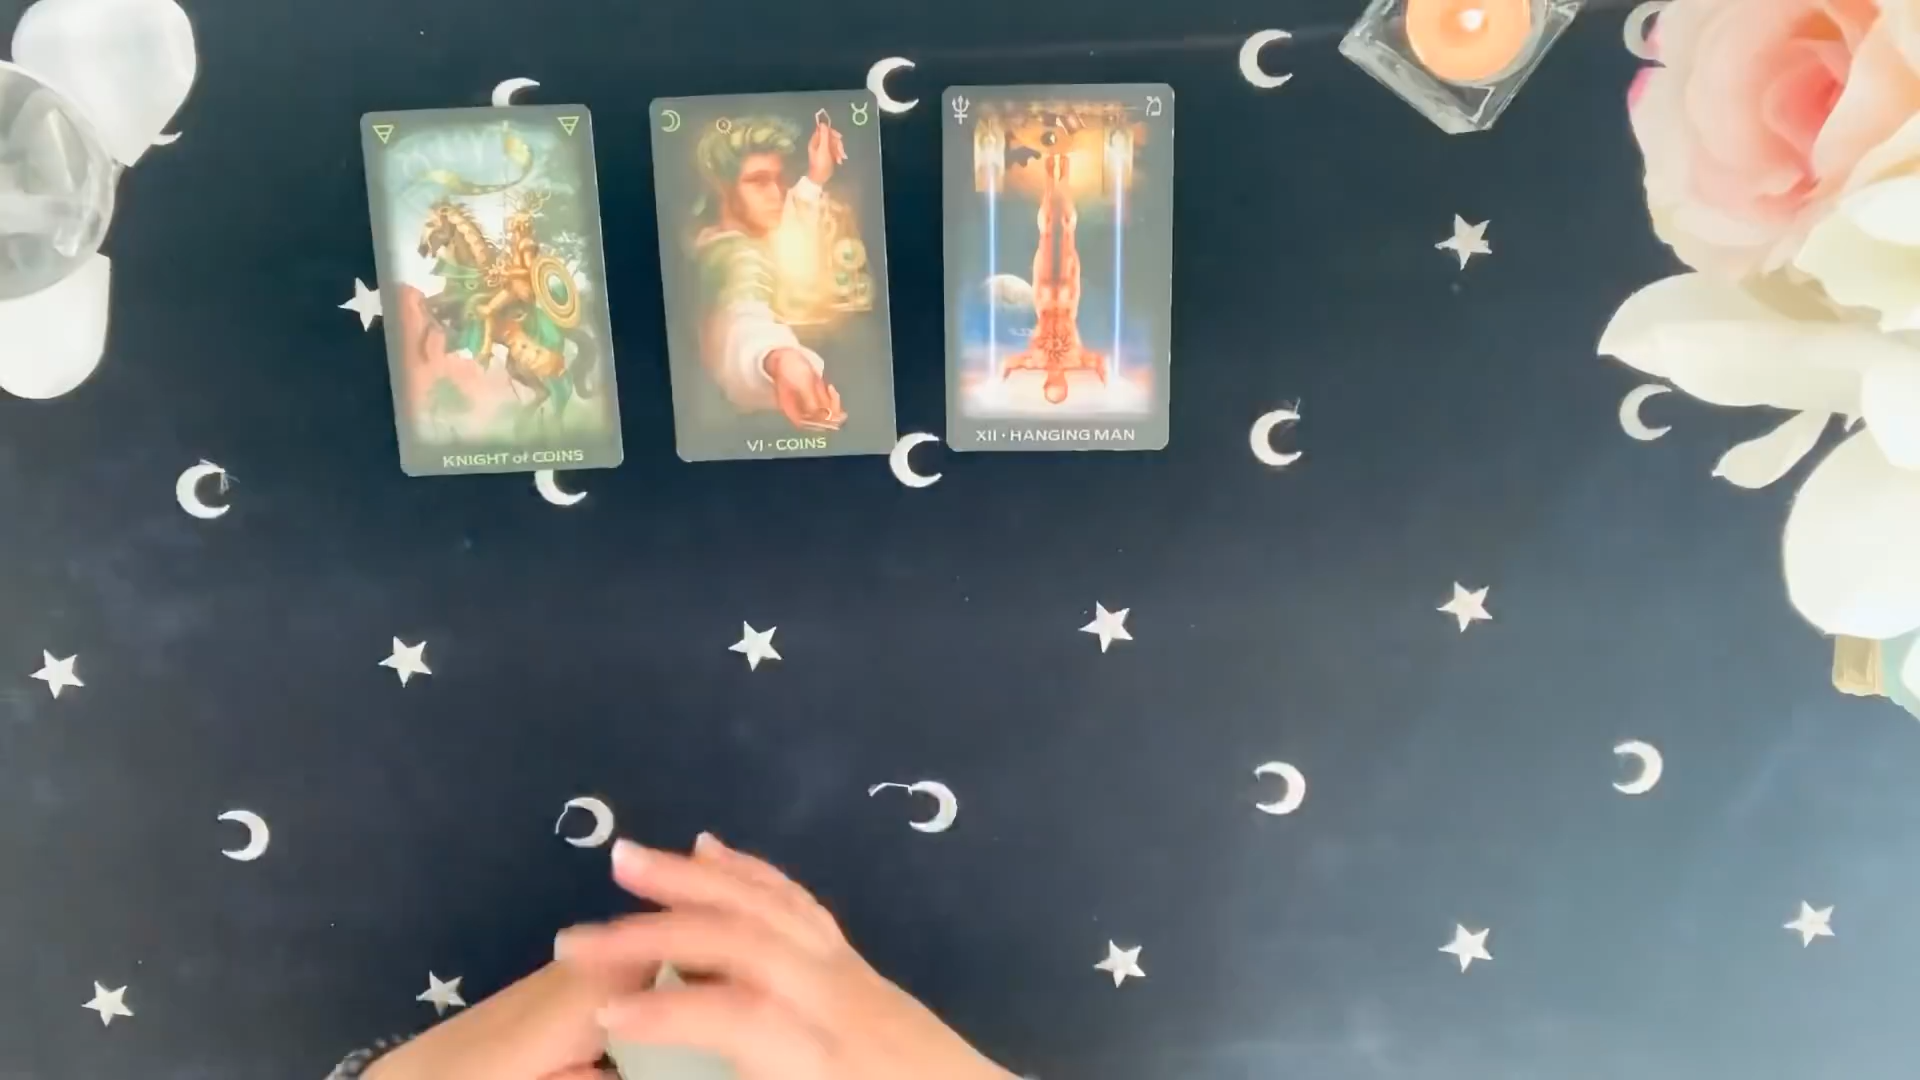 KNIGHT of COINS
VI · COINS
מ
XII · HANGING MAN